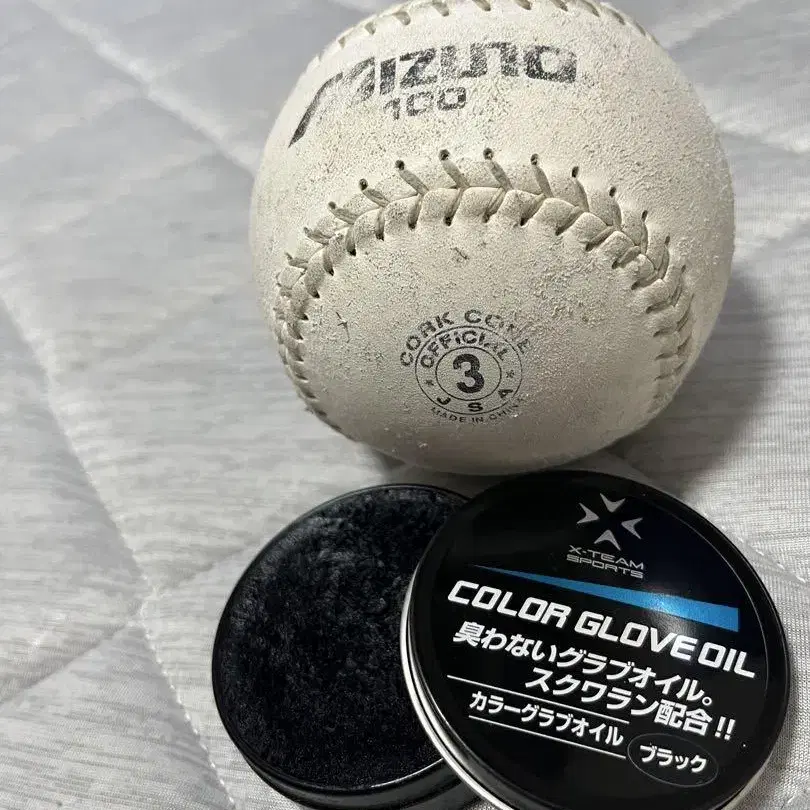 MIZUNO
100
CORK CORE
OFFICIAL
3
JSA
MADE IN CHINA
X-TEAM
SPORTS
COLOR GLOVE OIL
臭わないグラブオイル。
スクワラン配合!!
カラーグラブオイル ブラック